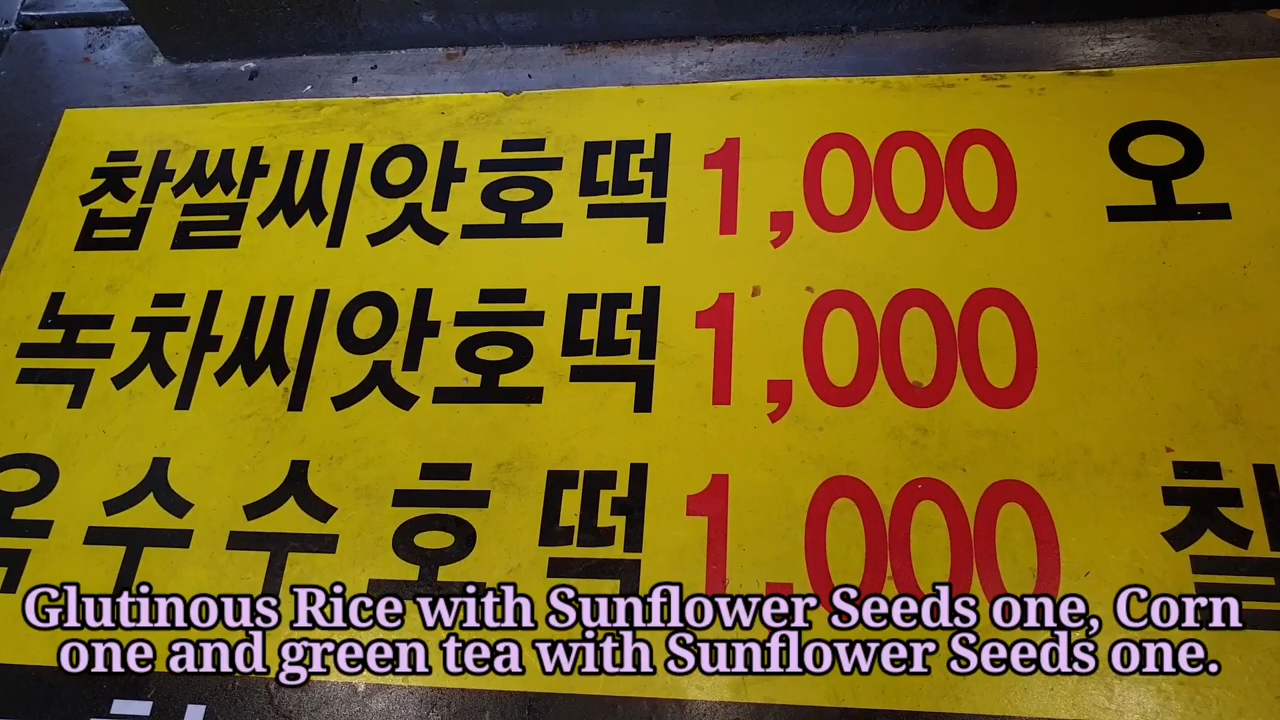 찹쌀씨앗호떡 1,000 오
녹차씨앗호떡 1,000
옥수수호떡 1,000 찰
Glutinous Rice with Sunflower Seeds one, Corn
one and green tea with Sunflower Seeds one.